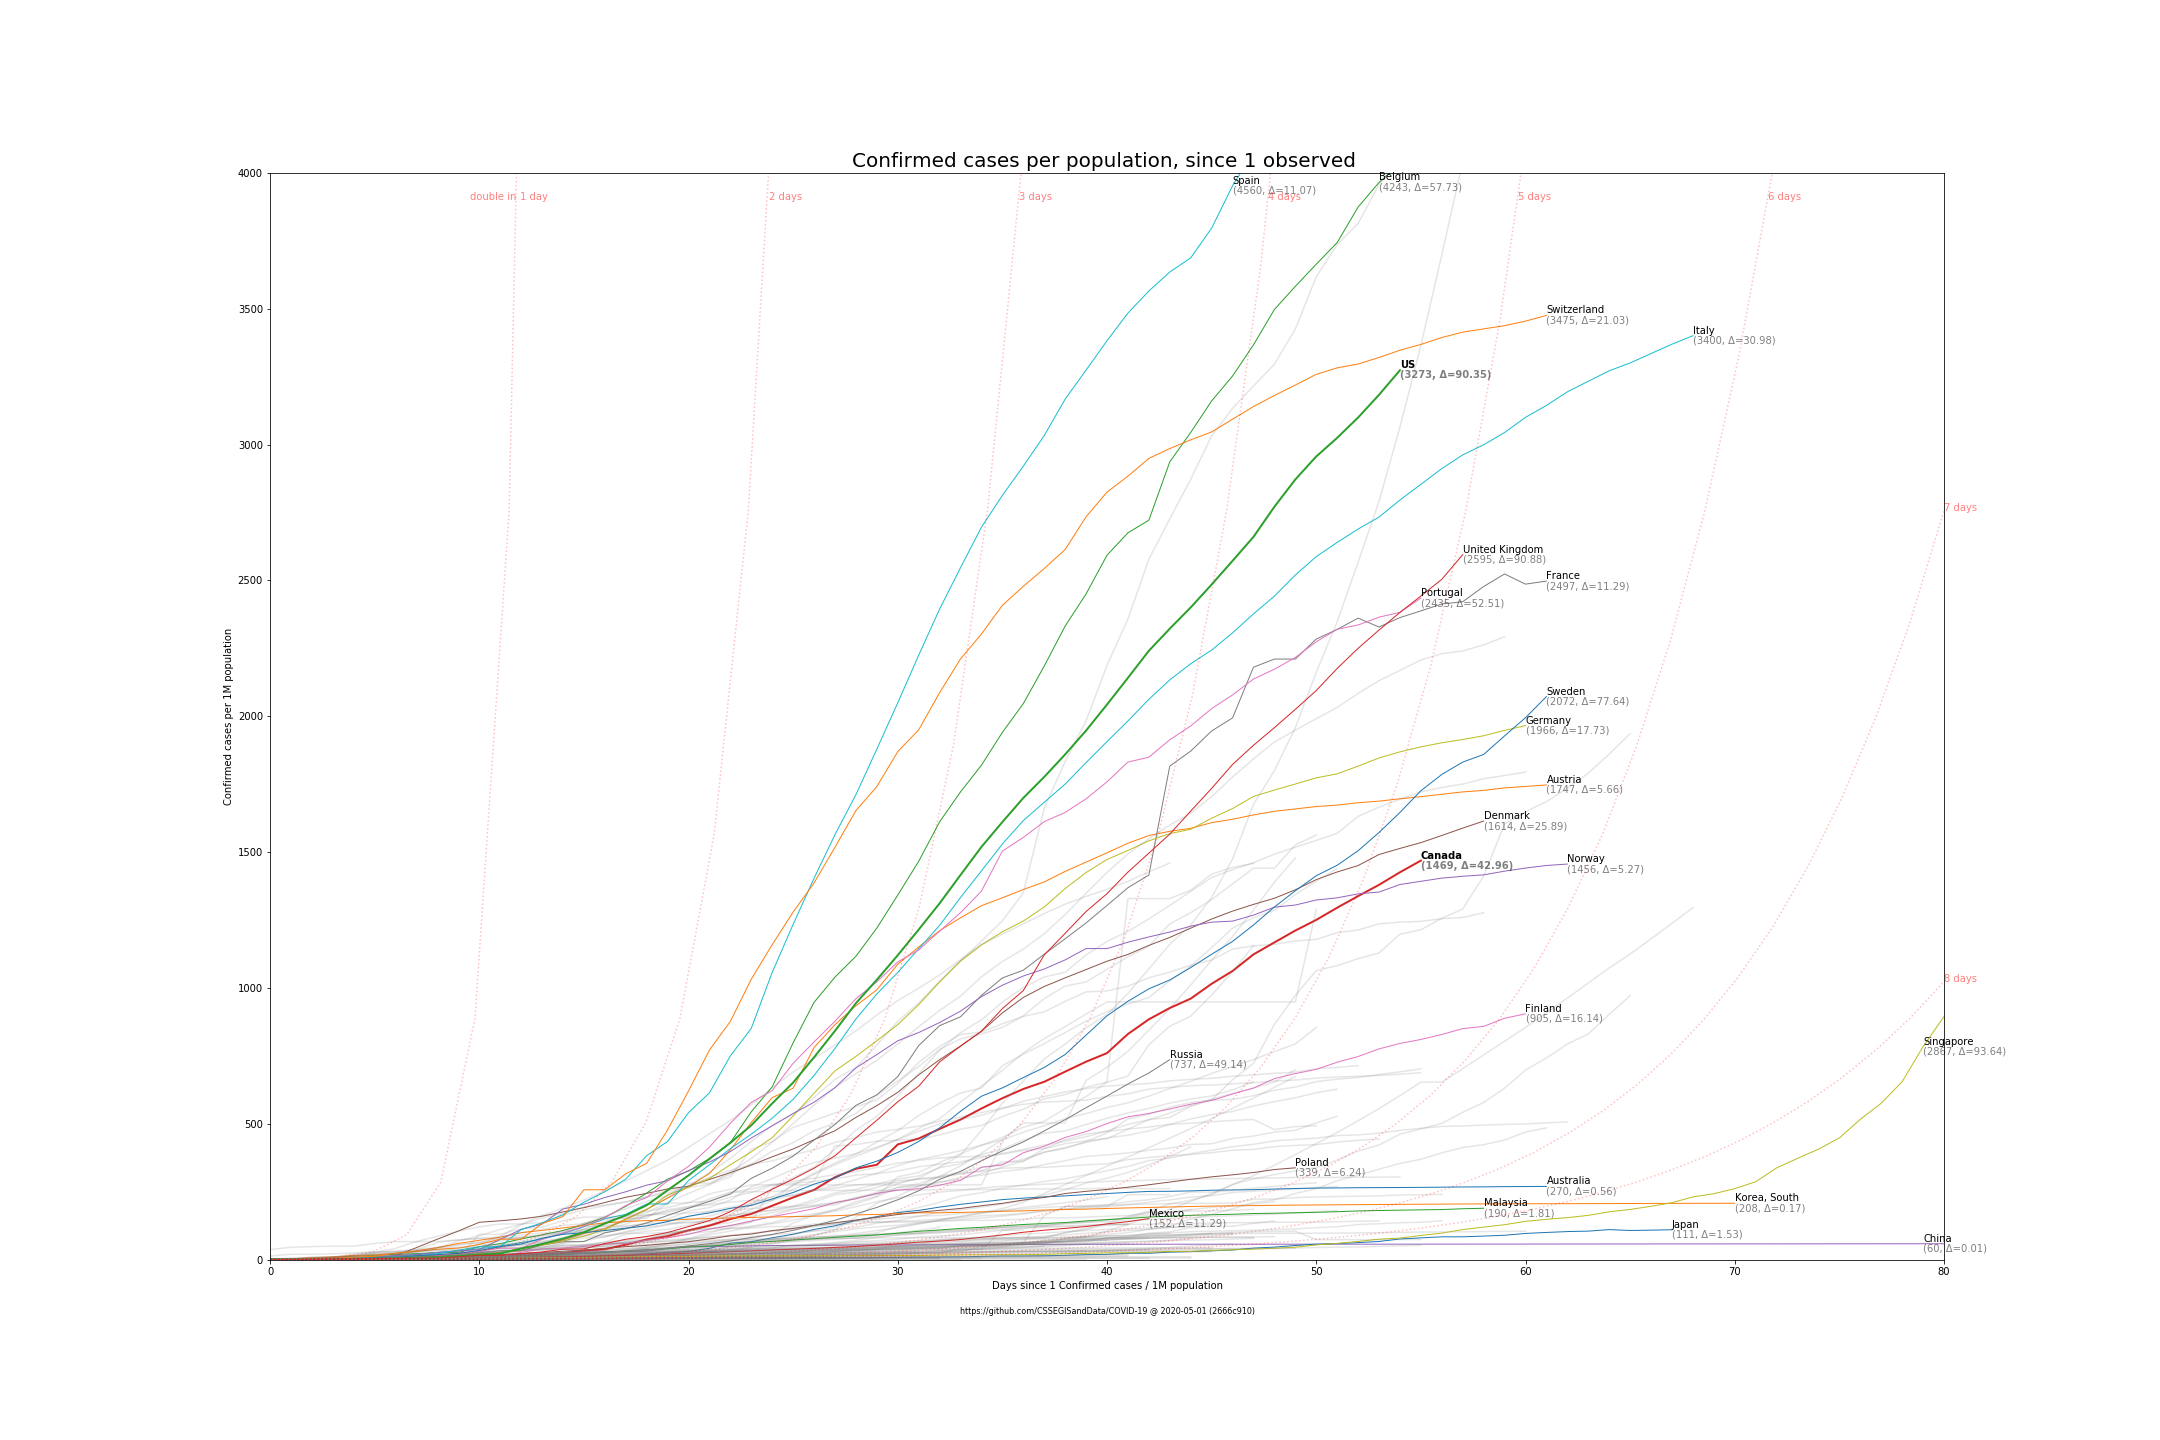 Confirmed cases per population, since 1 observed
4000
3500
3000
2500
2000
1500
1000
500
0
Confirmed cases per 1M population
double in 1 day
2 days
3 days
4 days
5 days
6 days
7 days
8 days
Spain
(4560, Δ=11.07)
Belgium
(4243, Δ=57.73)
Switzerland
(3475, Δ=21.03)
Italy
(3400, Δ=30.98)
US
(3273, Δ=90.35)
United Kingdom
(2595, Δ=90.88)
France
(2497, Δ=11.29)
Portugal
(2435, Δ=52.51)
Sweden
(2072, Δ=77.64)
Germany
(1966, Δ=17.73)
Austria
(1747, Δ=5.66)
Denmark
(1614, Δ=25.89)
Canada
(1469, Δ=42.96)
Norway
(1456, Δ=5.27)
Finland
(905, Δ=16.14)
Singapore
(2867, Δ=93.64)
Russia
(737, Δ=49.14)
Poland
(339, Δ=6.24)
Australia
(270, Δ=0.56)
Korea, South
(208, Δ=0.17)
Malaysia
(190, Δ=1.81)
Mexico
(152, Δ=11.29)
Japan
(111, Δ=1.53)
China
(60, Δ=0.01)
0 10 20 30 40 50 60 70 80
Days since 1 Confirmed cases / 1M population
https://github.com/CSSEGISandData/COVID-19 @ 2020-05-01 (2666c910)